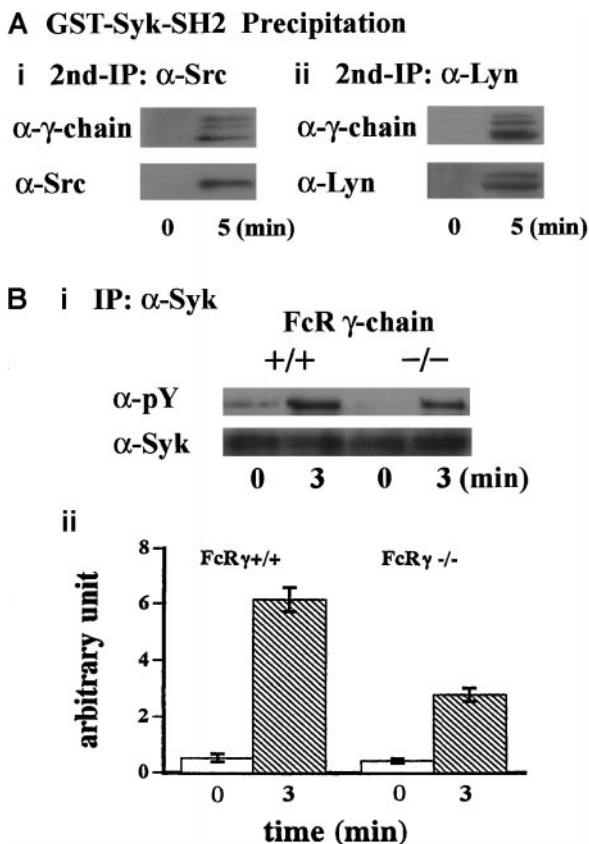 A GST-Syk-SH2 Precipitation
i 2nd-IP: α-Src
ii 2nd-IP: α-Lyn
α-γ-chain
α-γ-chain
α-Src
α-Lyn
0 5 (min)
0 5 (min)
B i IP: α-Syk
FcR γ-chain
+/+ −/−
α-pY
α-Syk
0 3 0 3 (min)
ii
8
6
4
2
0
arbitrary unit
FcRγ+/+ FcRγ -/-
0 3 0 3
time (min)